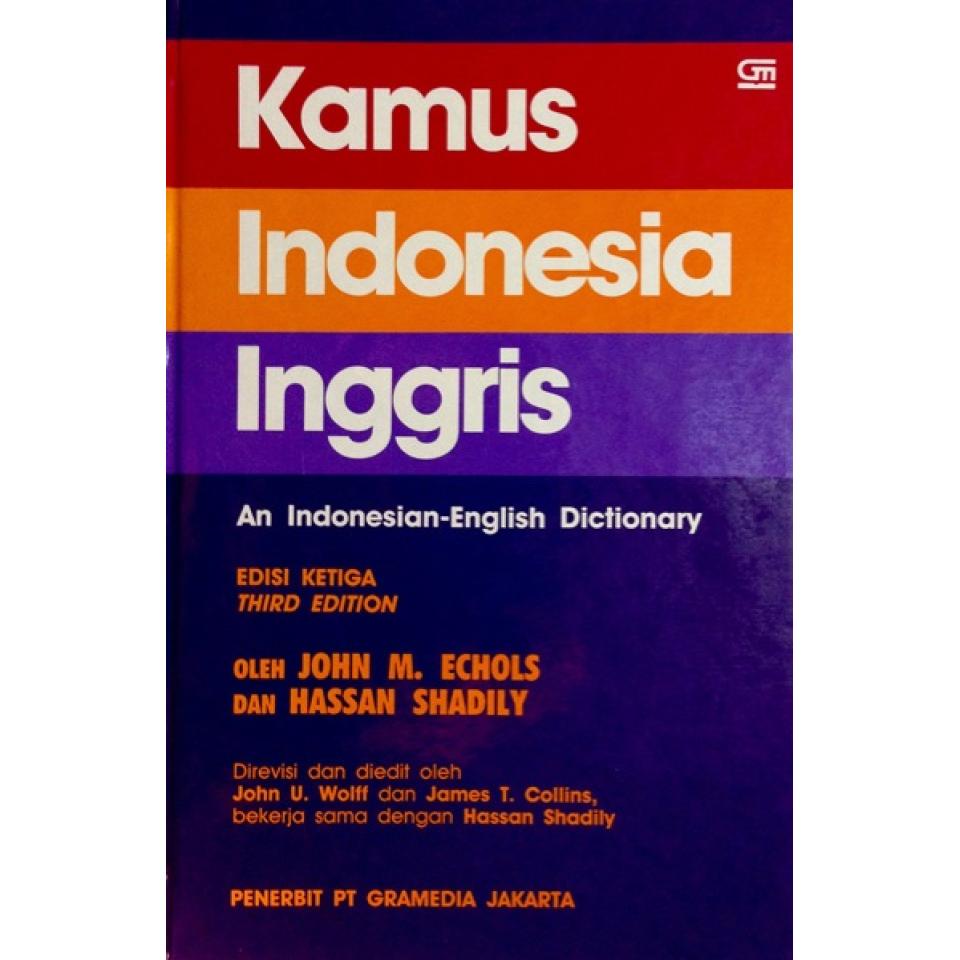 Kamus
Indonesia
Inggris
An Indonesian-English Dictionary
EDISI KETIGA
THIRD EDITION
OLEH JOHN M. ECHOLS
DAN HASSAN SHADILY
Direvisi dan diedit oleh
John U. Wolff dan James T. Collins,
bekerja sama dengan Hassan Shadily
PENERBIT PT GRAMEDIA JAKARTA